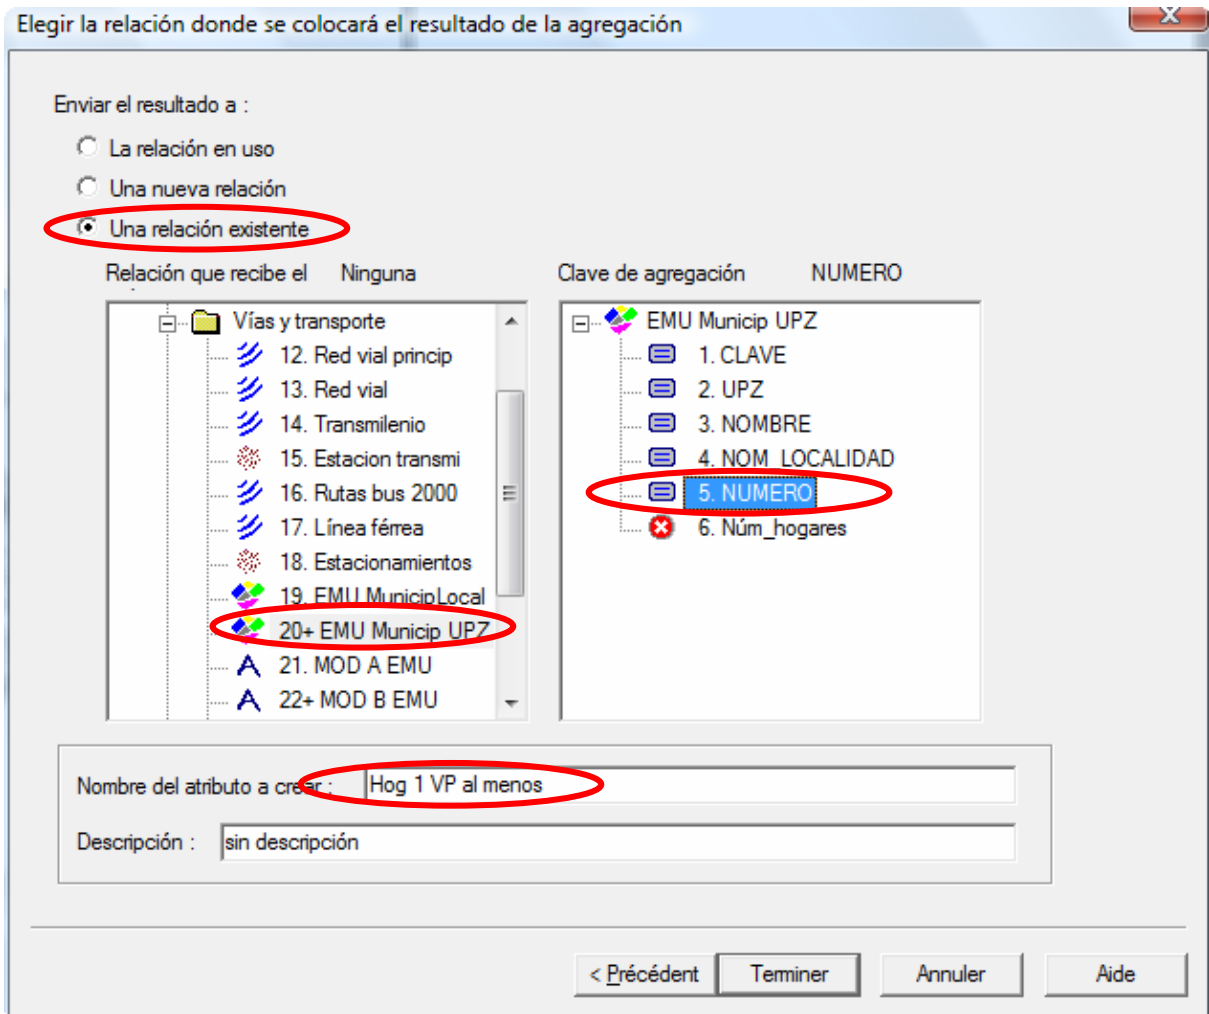 Elegir la relación donde se colocará el resultado de la agregación
Enviar el resultado a :
La relación en uso
Una nueva relación
Una relación existente
Relación que recibe el Ninguna
Clave de agregación NUMERO
Vías y transporte
12. Red vial princip
13. Red vial
14. Transmilenio
15. Estacion transmi
16. Rutas bus 2000
17. Línea férrea
18. Estacionamientos
19. EMU MunicipLocal
20+ EMU Municip UPZ
21. MOD A EMU
22+ MOD B EMU
EMU Municip UPZ
1. CLAVE
2. UPZ
3. NOMBRE
4. NOM_LOCALIDAD
5. NUMERO
6. Núm_hogares
Nombre del atributo a crear : Hog 1 VP al menos
Descripción : sin descripción
< Précédent Terminer Annuler Aide